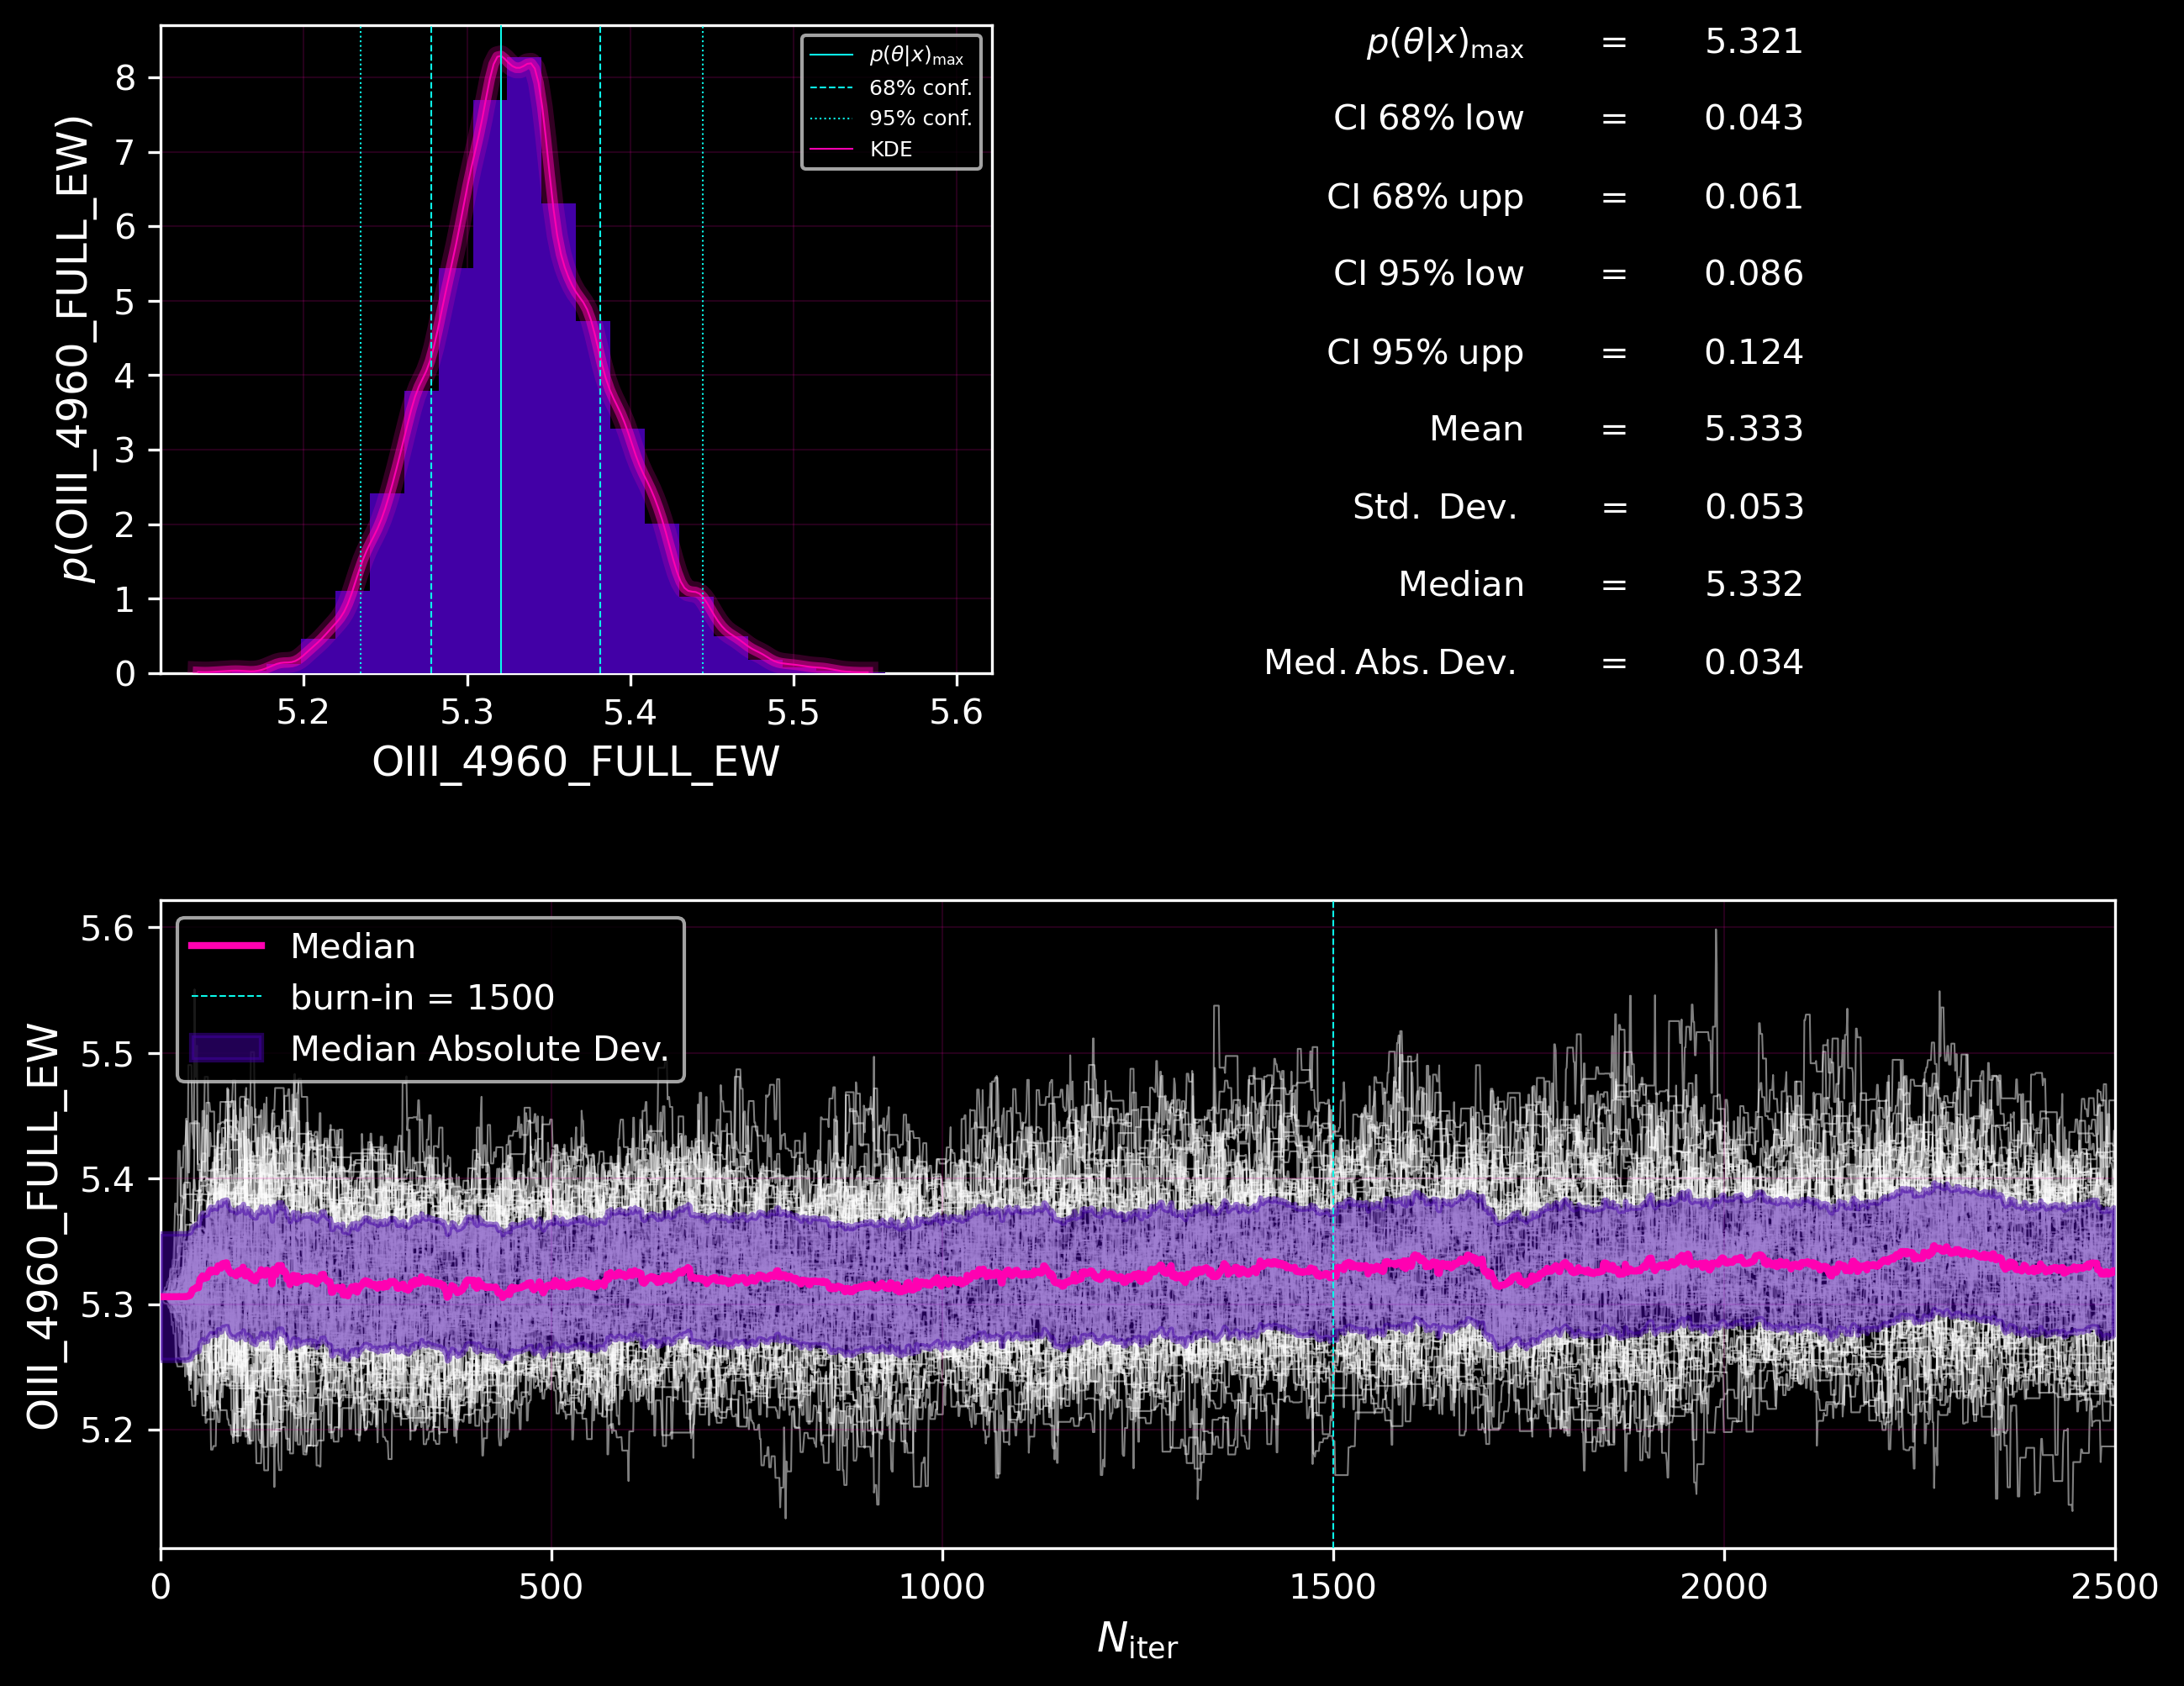 p(OIII_4960_FULL_EW)
8
7
6
5
4
3
2
1
0
p(θ|x)max
68% conf.
95% conf.
KDE
5.2 5.3 5.4 5.5 5.6
OIII_4960_FULL_EW
p(θ|x)max = 5.321
CI 68% low = 0.043
CI 68% upp = 0.061
CI 95% low = 0.086
CI 95% upp = 0.124
Mean = 5.333
Std. Dev. = 0.053
Median = 5.332
Med. Abs. Dev. = 0.034
OIII_4960_FULL_EW
5.6
5.5
5.4
5.3
5.2
Median
burn-in = 1500
Median Absolute Dev.
0 500 1000 1500 2000 2500
Niter